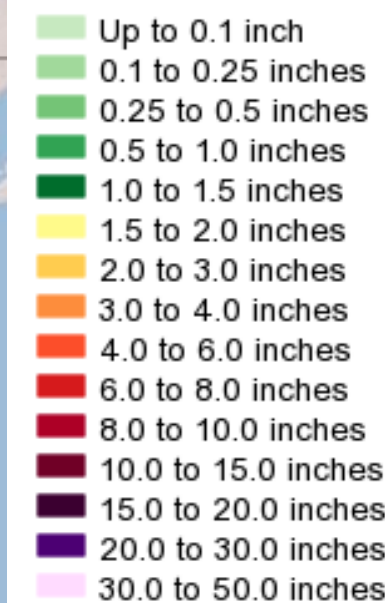 Up to 0.1 inch
0.1 to 0.25 inches
0.25 to 0.5 inches
0.5 to 1.0 inches
1.0 to 1.5 inches
1.5 to 2.0 inches
2.0 to 3.0 inches
3.0 to 4.0 inches
4.0 to 6.0 inches
6.0 to 8.0 inches
8.0 to 10.0 inches
10.0 to 15.0 inches
15.0 to 20.0 inches
20.0 to 30.0 inches
30.0 to 50.0 inches